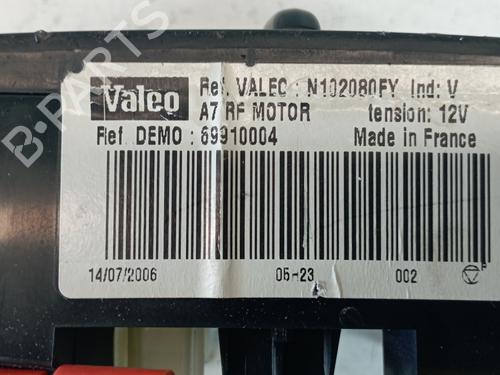 Valeo
Ref. VALEO : N102080FY Ind: V
A7 RF MOTOR tension: 12V
Ref DEMO : 69910004 Made in France
14/07/2006 05-23 002 F